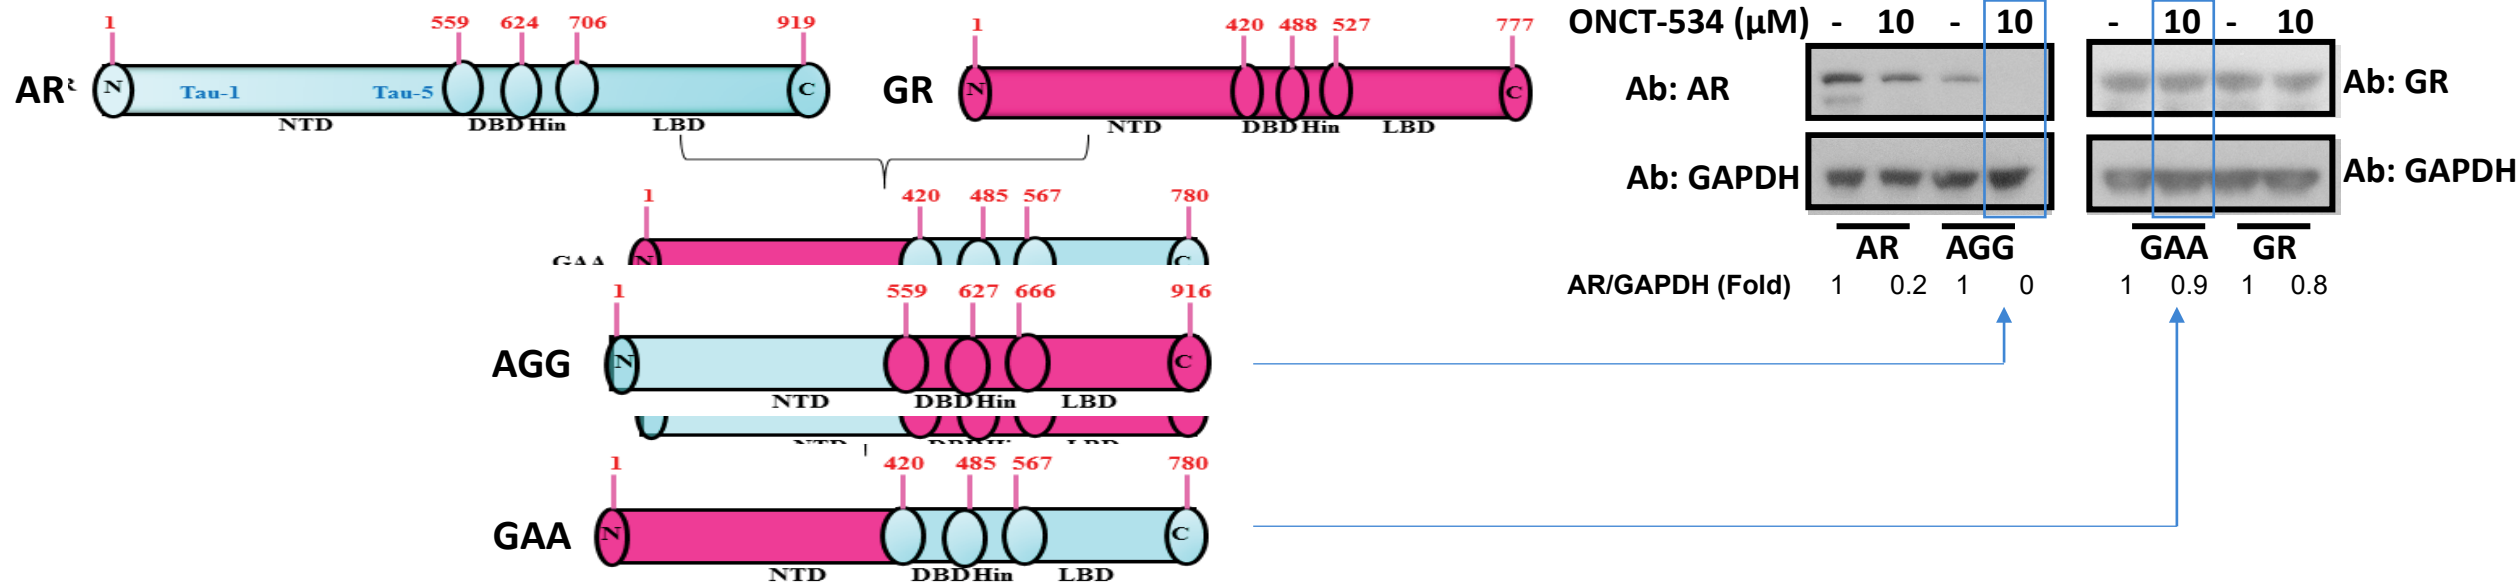 1 559 624 706 919
AR
N Tau-1 Tau-5 C
NTD DBD Hin LBD
1 420 488 527 777
GR
N C
NTD DBD Hin LBD
1 420 485 567 780
GAA N C
1 559 627 666 916
AGG
N C
NTD DBD Hin LBD
NTD DBD Hin LBD
1 420 485 567 780
GAA
N C
NTD DBD Hin LBD
ONCT-534 (µM) - 10 - 10 - 10 - 10
Ab: AR
Ab: GR
Ab: GAPDH
Ab: GAPDH
AR AGG GAA GR
AR/GAPDH (Fold) 1 0.2 1 0 1 0.9 1 0.8